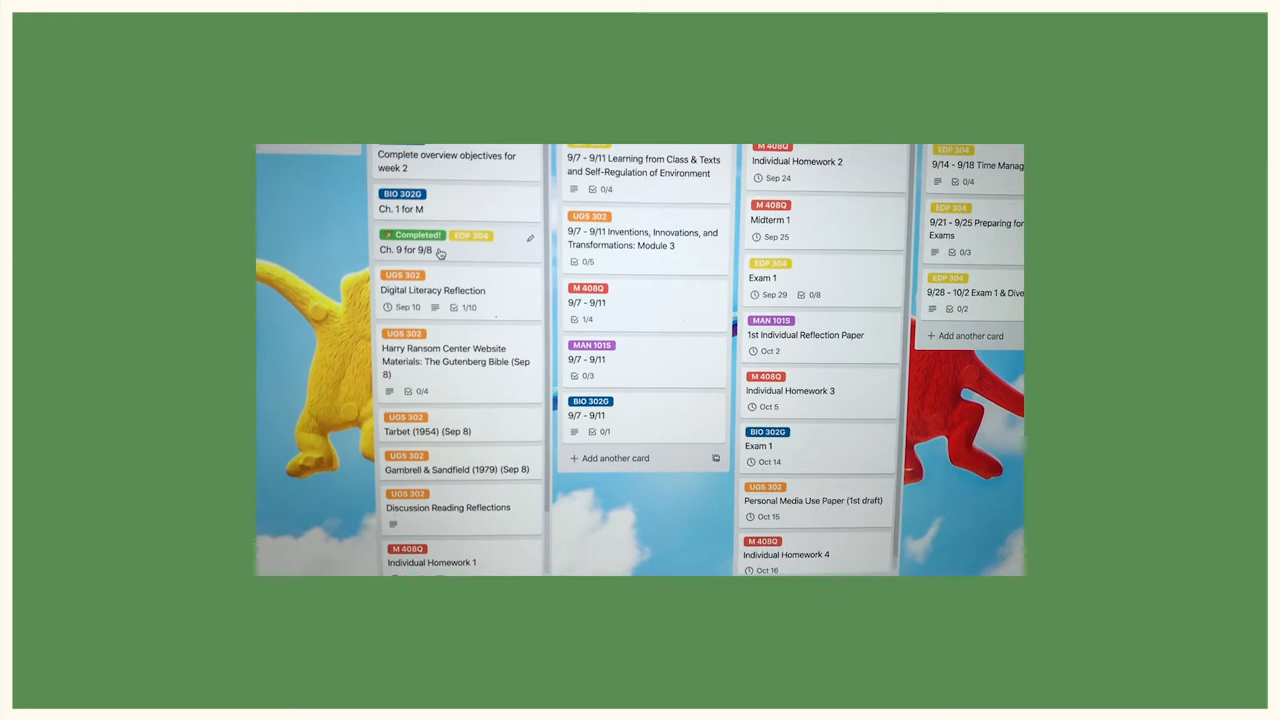 Complete overview objectives for
week 2
BIO 302G
Ch. 1 for M
Completed! EDP 304
Ch. 9 for 9/8
UGS 302
Digital Literacy Reflection
Sep 10 1/10
UGS 302
Harry Ransom Center Website
Materials: The Gutenberg Bible (Sep
8)
0/4
UGS 302
Tarbet (1954) (Sep 8)
UGS 302
Gambrell & Sandfield (1979) (Sep 8)
UGS 302
Discussion Reading Reflections
M 408Q
Individual Homework 1
9/7 - 9/11 Learning from Class & Texts
and Self-Regulation of Environment
0/4
UGS 302
9/7 - 9/11 Inventions, Innovations, and
Transformations: Module 3
0/5
M 408Q
9/7 - 9/11
1/4
MAN 101S
9/7 - 9/11
0/3
BIO 302G
9/7 - 9/11
0/1
+ Add another card
M 408Q
Individual Homework 2
Sep 24
M 408Q
Midterm 1
Sep 25
EDP 304
Exam 1
Sep 29 0/8
MAN 101S
1st Individual Reflection Paper
Oct 2
M 408Q
Individual Homework 3
Oct 5
BIO 302G
Exam 1
Oct 14
UGS 302
Personal Media Use Paper (1st draft)
Oct 15
M 408Q
Individual Homework 4
Oct 16
EDP 304
9/14 - 9/18 Time Manag
0/4
EDP 304
9/21 - 9/25 Preparing for
Exams
0/3
EDP 304
9/28 - 10/2 Exam 1 & Dive
0/2
+ Add another card